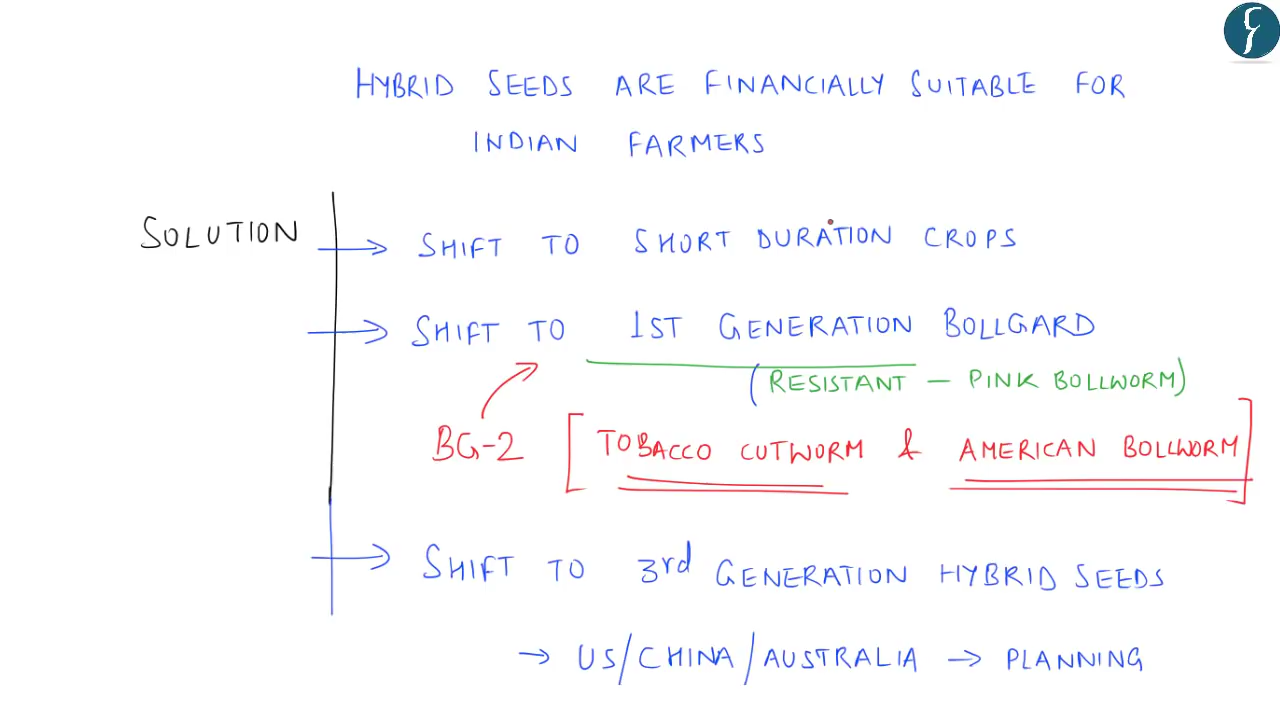 HYBRID SEEDS ARE FINANCIALLY SUITABLE FOR
INDIAN FARMERS
SOLUTION
→ SHIFT TO SHORT DURATION CROPS
→ SHIFT TO 1ST GENERATION BOLLGARD
(RESISTANT – PINK BOLLWORM)
BG-2 [TOBACCO CUTWORM & AMERICAN BOLLWORM]
→ SHIFT TO 3rd GENERATION HYBRID SEEDS
→ US/CHINA/AUSTRALIA → PLANNING